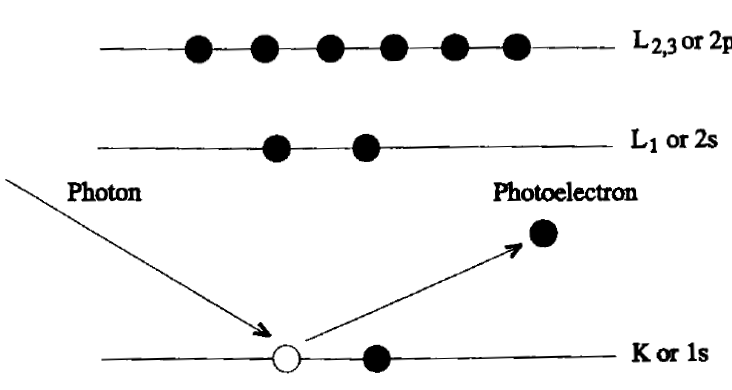 L2,3 or 2p
L1 or 2s
Photon
Photoelectron
K or 1s